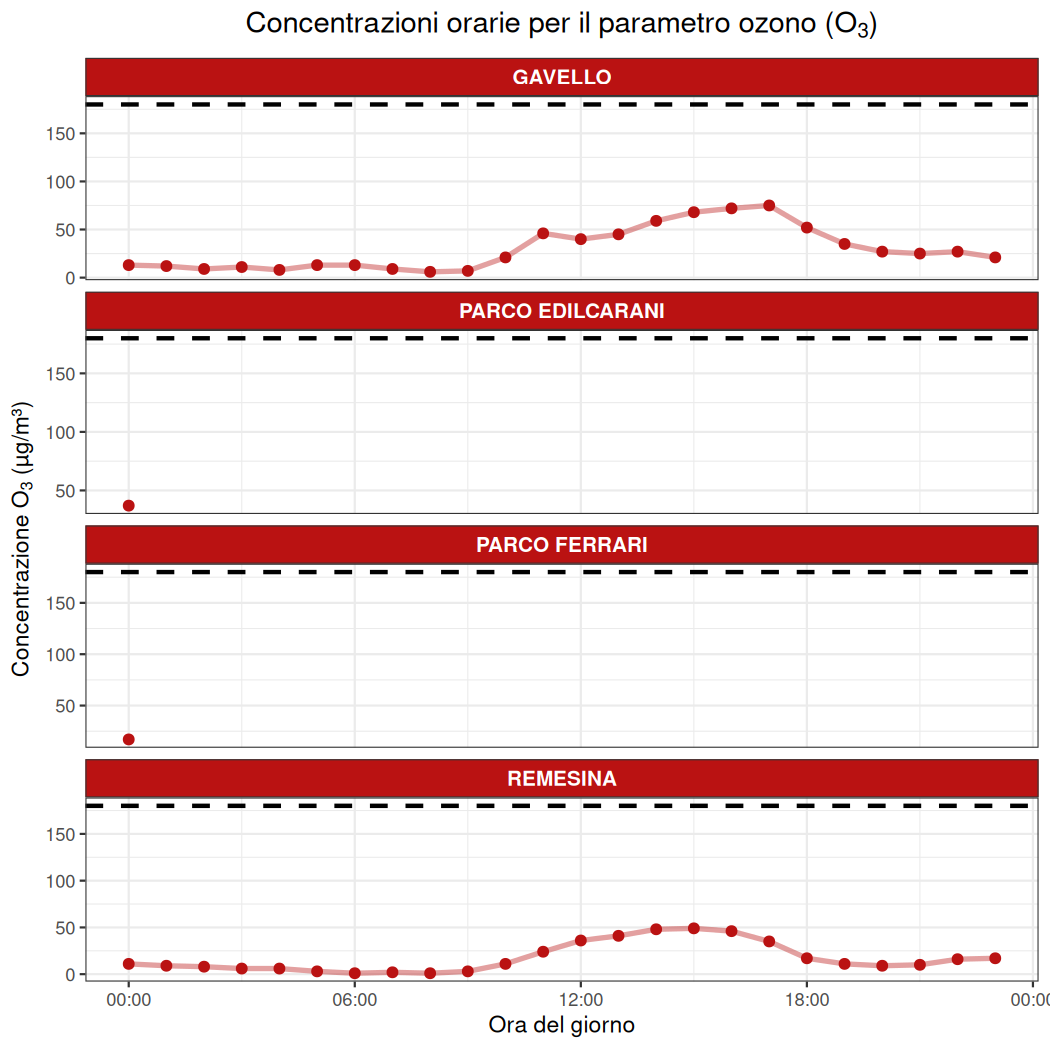 Concentrazioni orarie per il parametro ozono (O₃)
GAVELLO
150
100
50
0
PARCO EDILCARANI
150
100
50
PARCO FERRARI
150
100
50
REMESINA
150
100
50
0
00:00 06:00 12:00 18:00 00:00
Ora del giorno
Concentrazione O₃ (µg/m³)